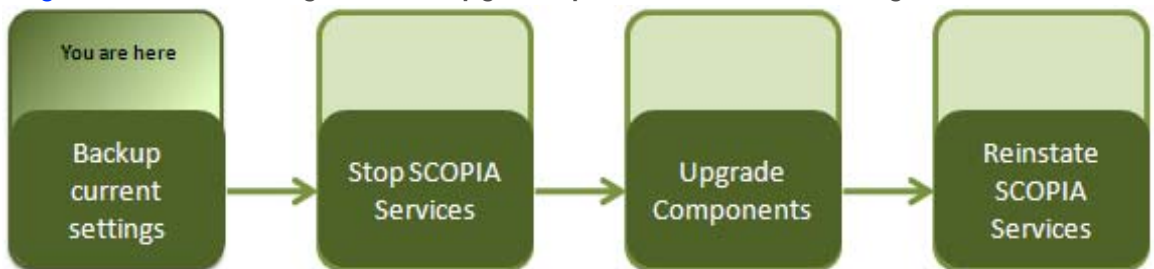 You are here
Backup
current
settings
Stop SCOPIA
Services
Upgrade
Components
Reinstate
SCOPIA
Services